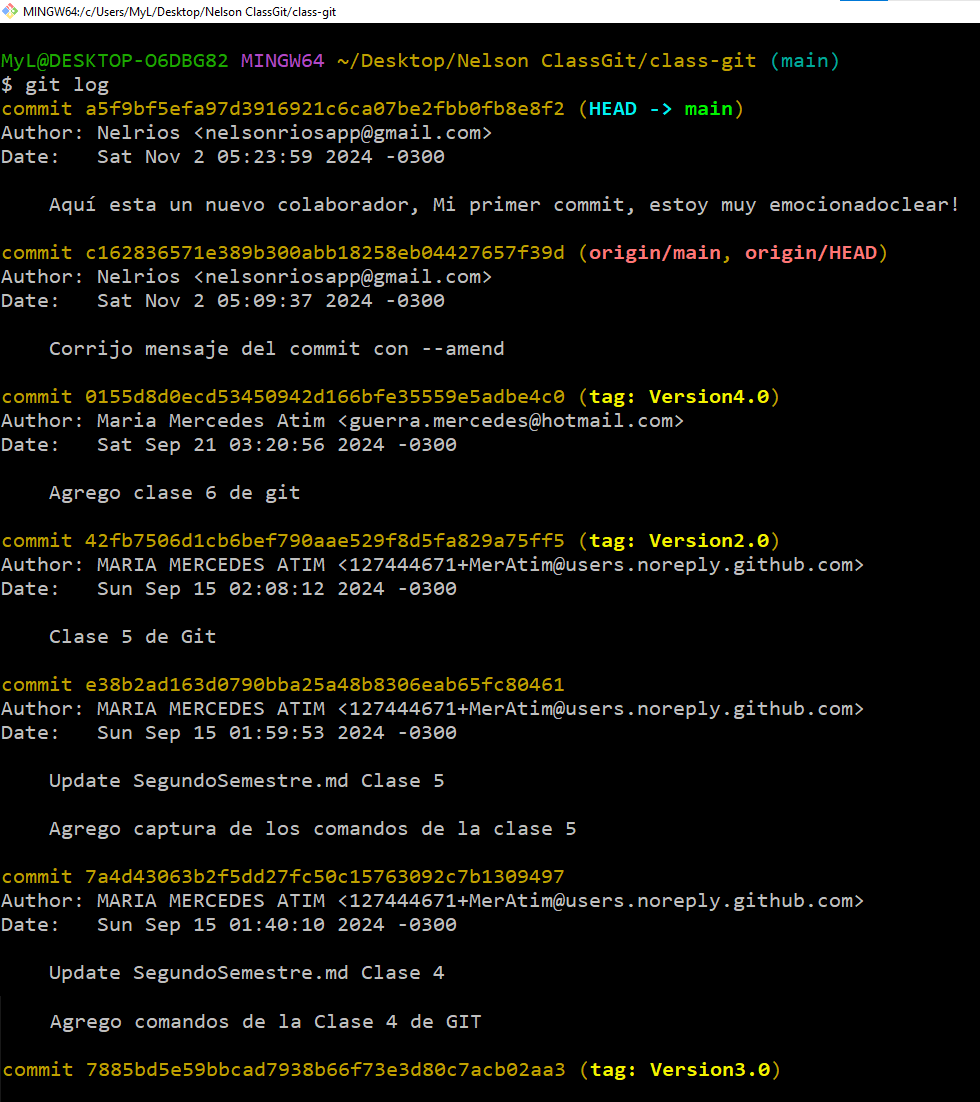 MINGW64:/c/Users/MyL/Desktop/Nelson ClassGit/class-git
MyL@DESKTOP-O6DBG82 MINGW64 ~/Desktop/Nelson ClassGit/class-git (main)
$ git log
commit a5f9bf5efa97d3916921c6ca07be2fbb0fb8e8f2 (HEAD -> main)
Author: Nelrios <nelsonriosapp@gmail.com>
Date:   Sat Nov 2 05:23:59 2024 -0300
Aquí esta un nuevo colaborador, Mi primer commit, estoy muy emocionadoclear!
commit c162836571e389b300abb18258eb04427657f39d (origin/main, origin/HEAD)
Author: Nelrios <nelsonriosapp@gmail.com>
Date:   Sat Nov 2 05:09:37 2024 -0300
Corrijo mensaje del commit con --amend
commit 0155d8d0ecd53450942d166bfe35559e5adbe4c0 (tag: Version4.0)
Author: Maria Mercedes Atim <guerra.mercedes@hotmail.com>
Date:   Sat Sep 21 03:20:56 2024 -0300
Agrego clase 6 de git
commit 42fb7506d1cb6bef790aae529f8d5fa829a75ff5 (tag: Version2.0)
Author: MARIA MERCEDES ATIM <127444671+MerAtim@users.noreply.github.com>
Date:   Sun Sep 15 02:08:12 2024 -0300
Clase 5 de Git
commit e38b2ad163d0790bba25a48b8306eab65fc80461
Author: MARIA MERCEDES ATIM <127444671+MerAtim@users.noreply.github.com>
Date:   Sun Sep 15 01:59:53 2024 -0300
Update SegundoSemestre.md Clase 5
Agrego captura de los comandos de la clase 5
commit 7a4d43063b2f5dd27fc50c15763092c7b1309497
Author: MARIA MERCEDES ATIM <127444671+MerAtim@users.noreply.github.com>
Date:   Sun Sep 15 01:40:10 2024 -0300
Update SegundoSemestre.md Clase 4
Agrego comandos de la Clase 4 de GIT
commit 7885bd5e59bbcad7938b66f73e3d80c7acb02aa3 (tag: Version3.0)